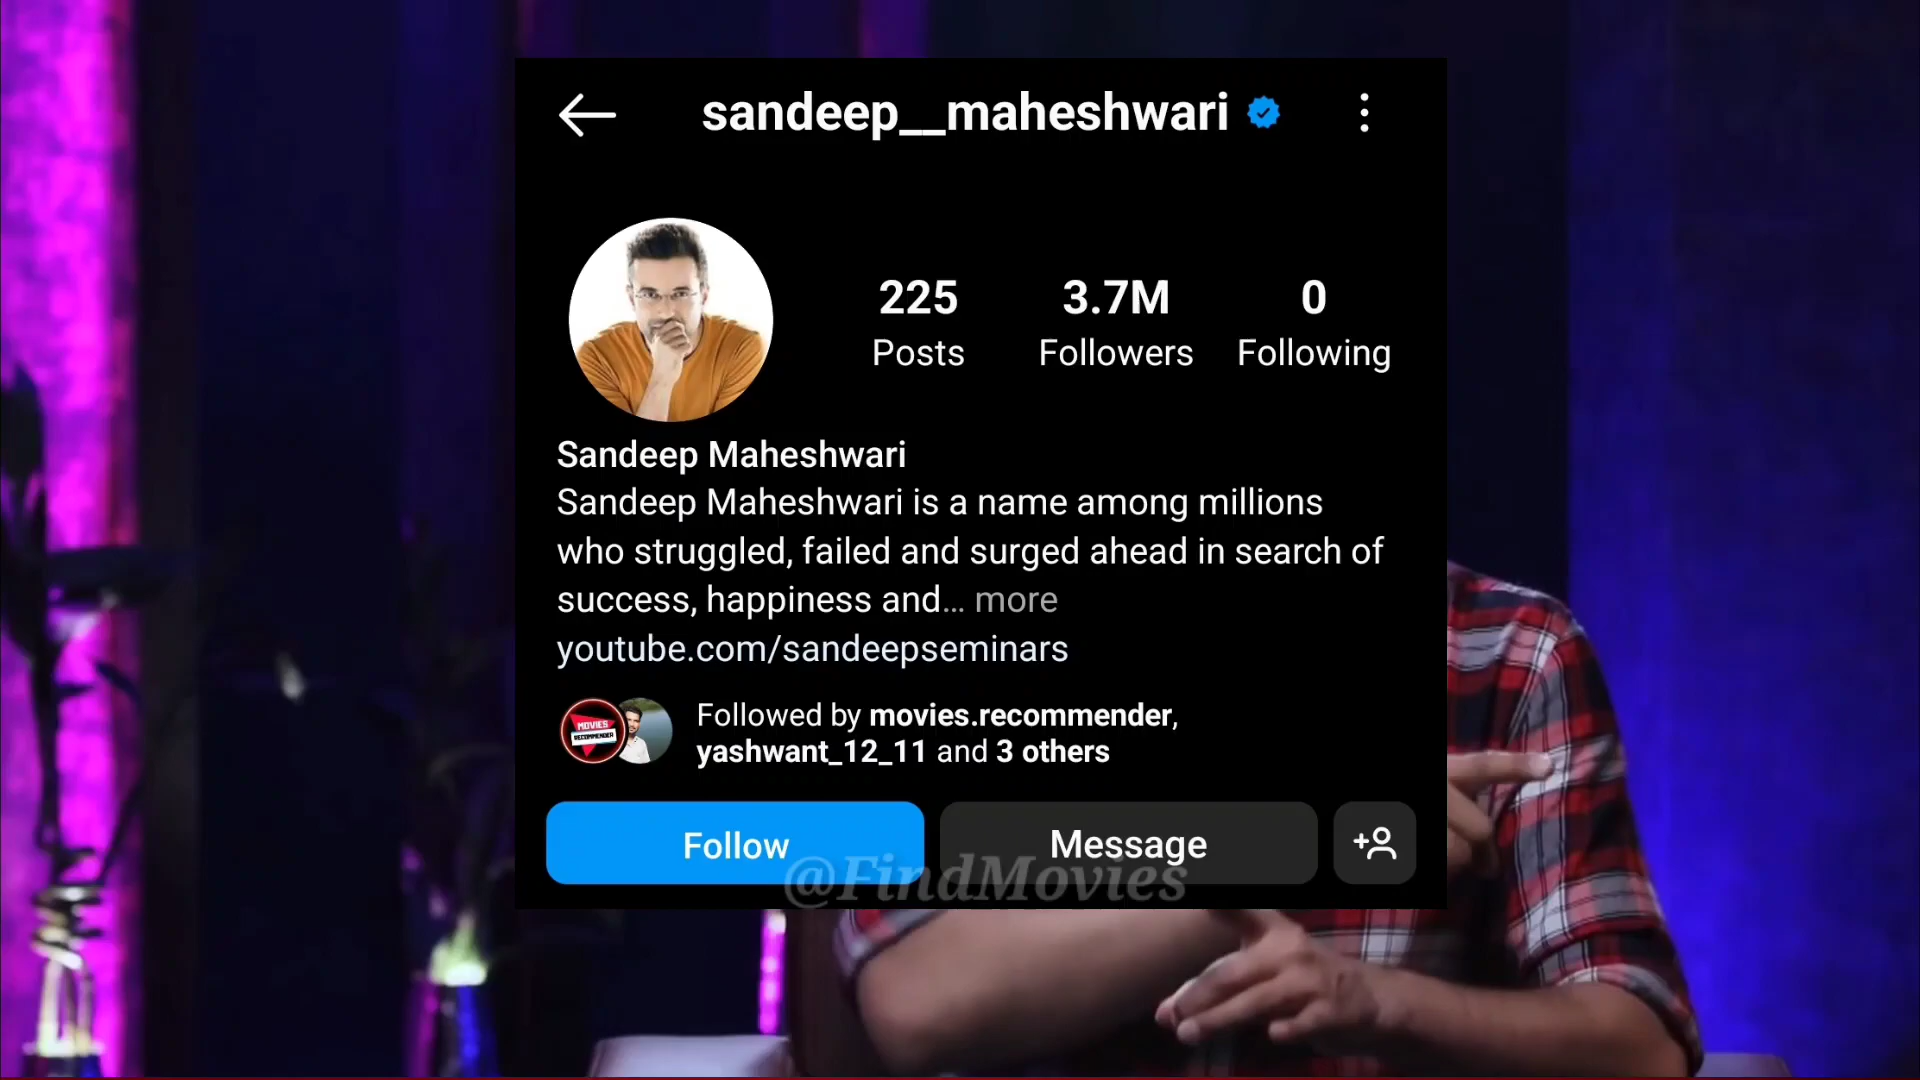 sandeep__maheshwari
225
Posts
3.7M
Followers
0
Following
Sandeep Maheshwari
Sandeep Maheshwari is a name among millions
who struggled, failed and surged ahead in search of
success, happiness and... more
youtube.com/sandeepseminars
MOVIES
RECOMMENDER
Followed by movies.recommender,
yashwant_12_11 and 3 others
Follow
Message
@FindMovies